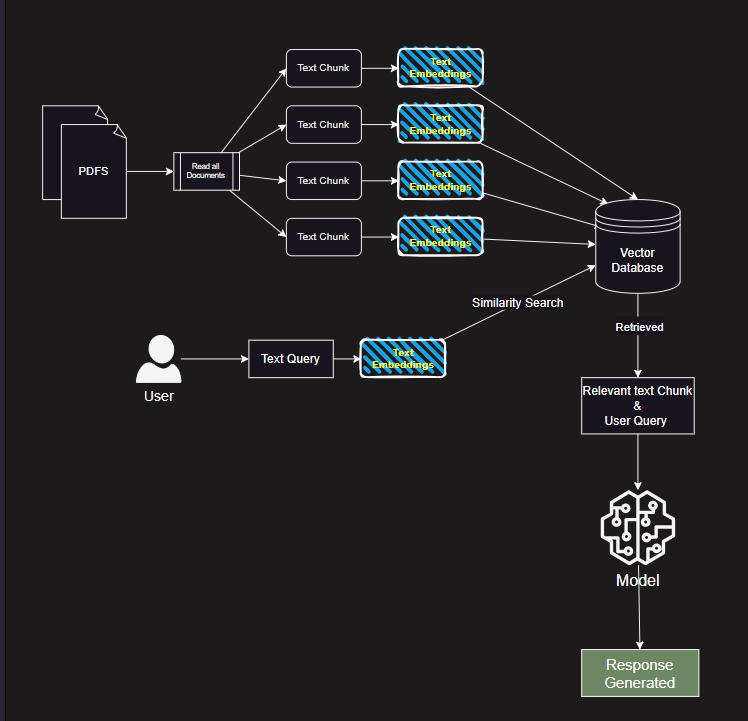 Text Chunk
Text
Embeddings
Text Chunk
Text
Embeddings
PDFS
Read all
Documents
Text Chunk
Text
Embeddings
Text Chunk
Text
Embeddings
Vector
Database
Similarity Search
Retrieved
User
Text Query
Text
Embeddings
Relevant text Chunk
&
User Query
Model
Response
Generated